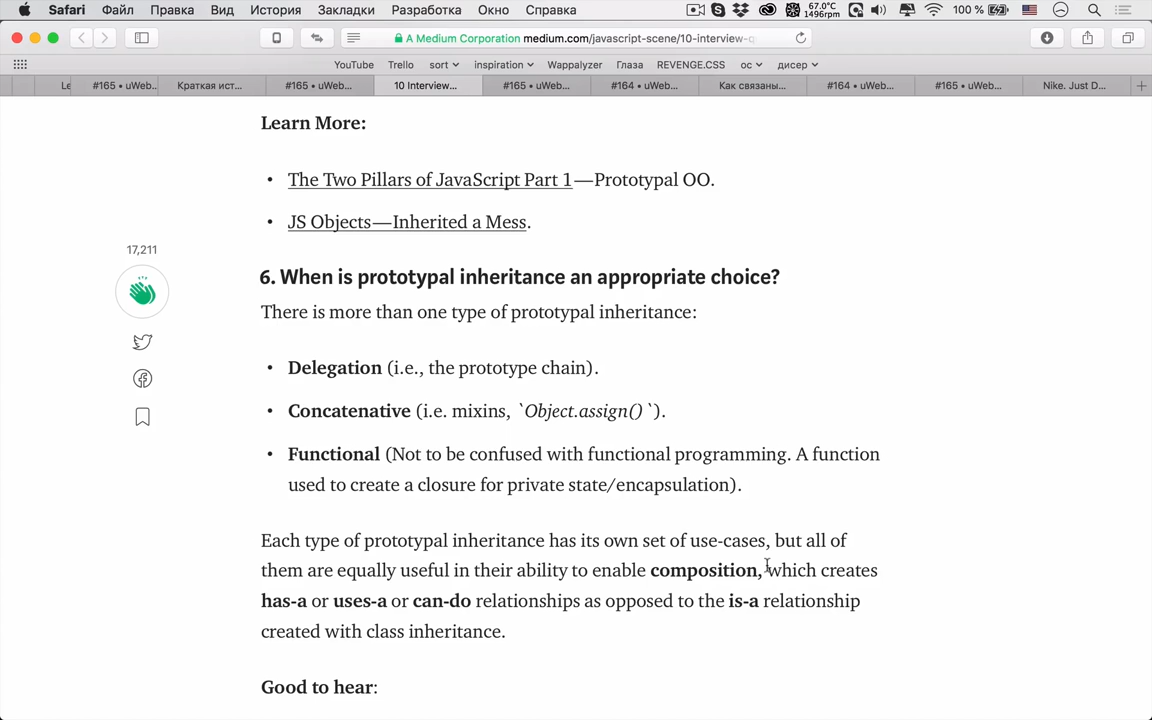 Safari Файл Правка Вид История Закладки Разработка Окно Справка 67.0°C 1496rpm 100 %
A Medium Corporation medium.com/javascript-scene/10-interview-q
YouTube Trello sort inspiration Wappalyzer Глаза REVENGE.CSS ос дисер
Le #165 • uWeb... Краткая ист... #165 • uWeb... 10 Interview... #165 • uWeb... #164 • uWeb... Как связаны... #164 • uWeb... #165 • uWeb... Nike. Just D...
Learn More:
• The Two Pillars of JavaScript Part 1—Prototypal OO.
• JS Objects—Inherited a Mess.
17,211
6. When is prototypal inheritance an appropriate choice?
There is more than one type of prototypal inheritance:
• Delegation (i.e., the prototype chain).
• Concatenative (i.e. mixins, `Object.assign() `).
• Functional (Not to be confused with functional programming. A function
used to create a closure for private state/encapsulation).
Each type of prototypal inheritance has its own set of use-cases, but all of
them are equally useful in their ability to enable composition, which creates
has-a or uses-a or can-do relationships as opposed to the is-a relationship
created with class inheritance.
Good to hear: